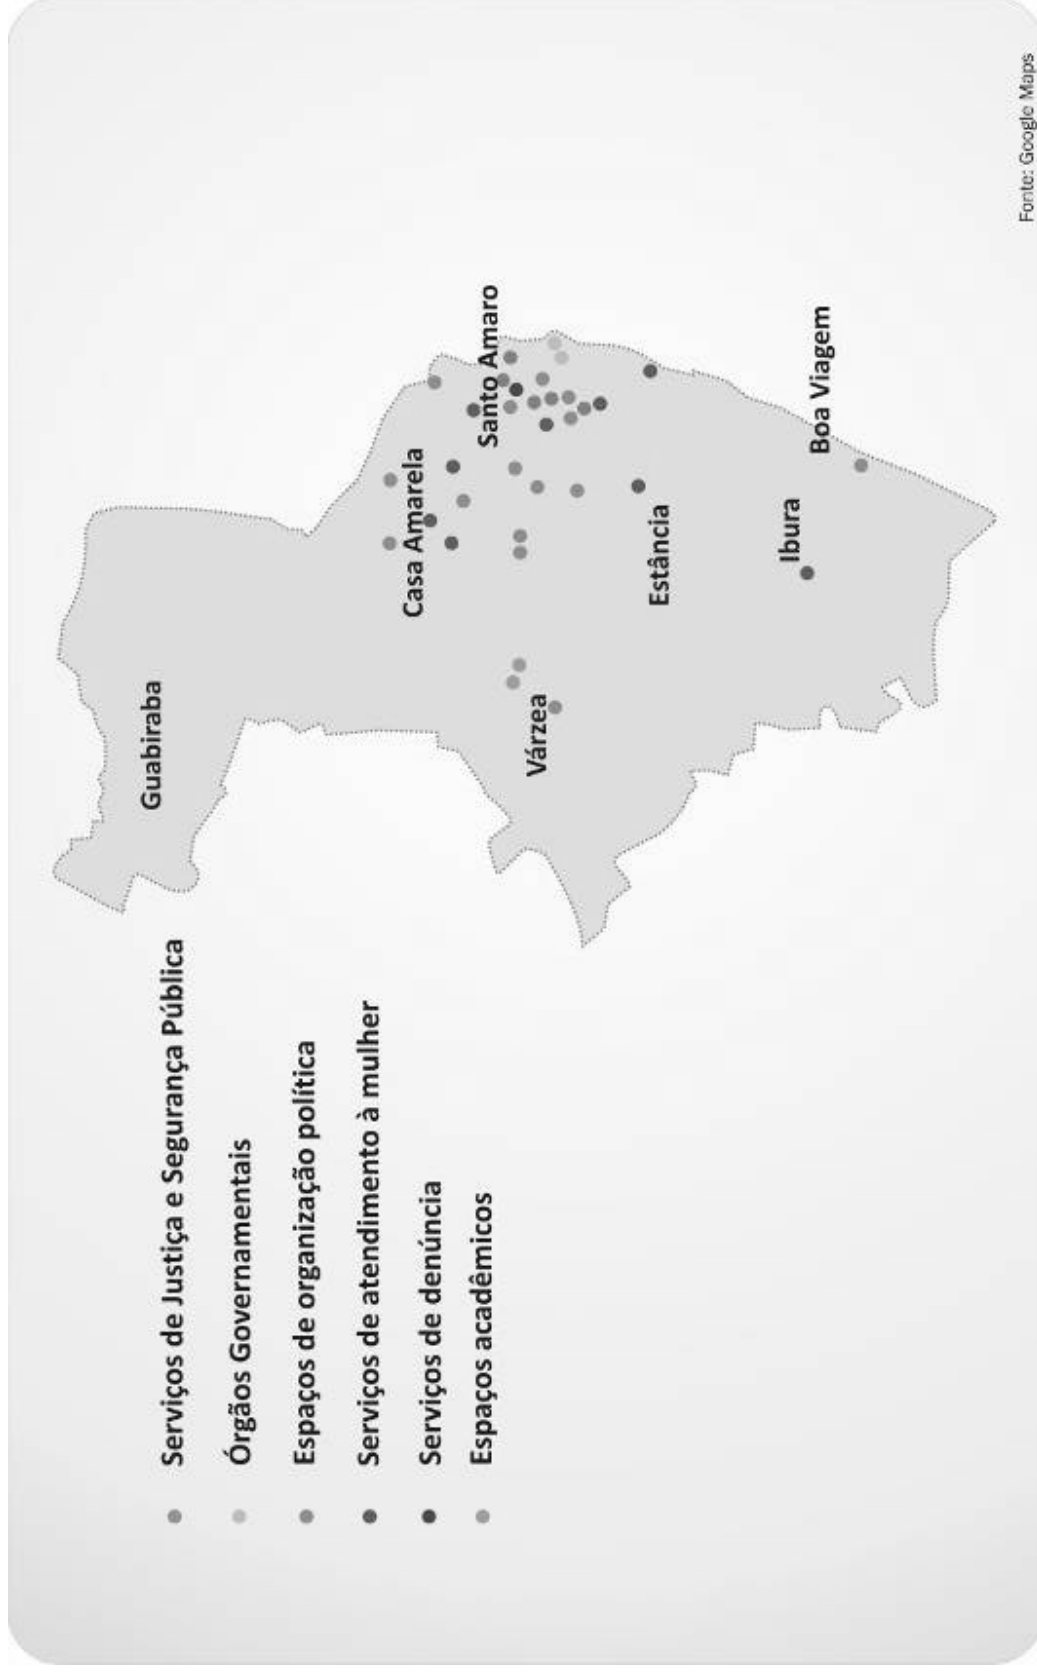 Serviços de Justiça e Segurança Pública
Órgãos Governamentais
Espaços de organização política
Serviços de atendimento à mulher
Serviços de denúncia
Espaços acadêmicos
Guabiraba
Casa Amarela
Santo Amaro
Várzea
Estância
Ibura
Boa Viagem
Fonte: Google Maps